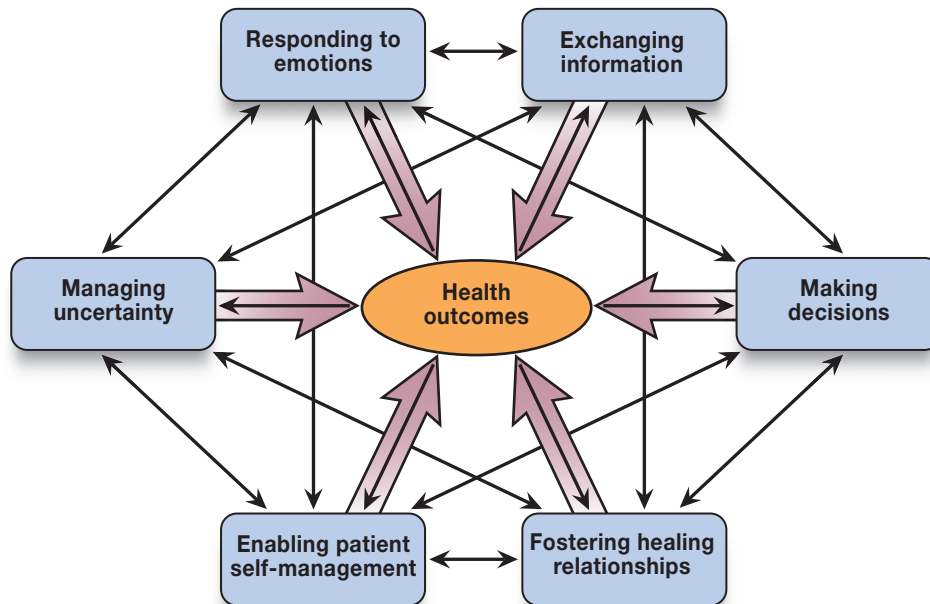 Responding to
emotions
Exchanging
information
Managing
uncertainty
Health
outcomes
Making
decisions
Enabling patient
self-management
Fostering healing
relationships